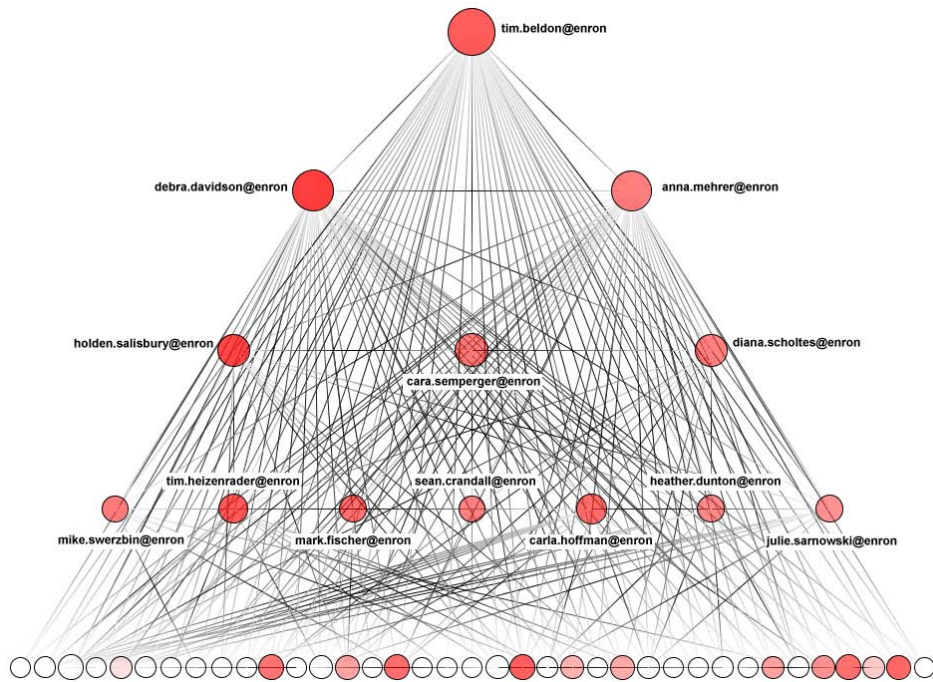 tim.beldon@enron
debra.davidson@enron
anna.mehrer@enron
holden.salisbury@enron
diana.scholtes@enron
cara.semperger@enron
tim.heizenrader@enron
sean.crandall@enron
heather.dunton@enron
mike.swerzbin@enron
mark.fischer@enron
carla.hoffman@enron
julie.sarnowski@enron